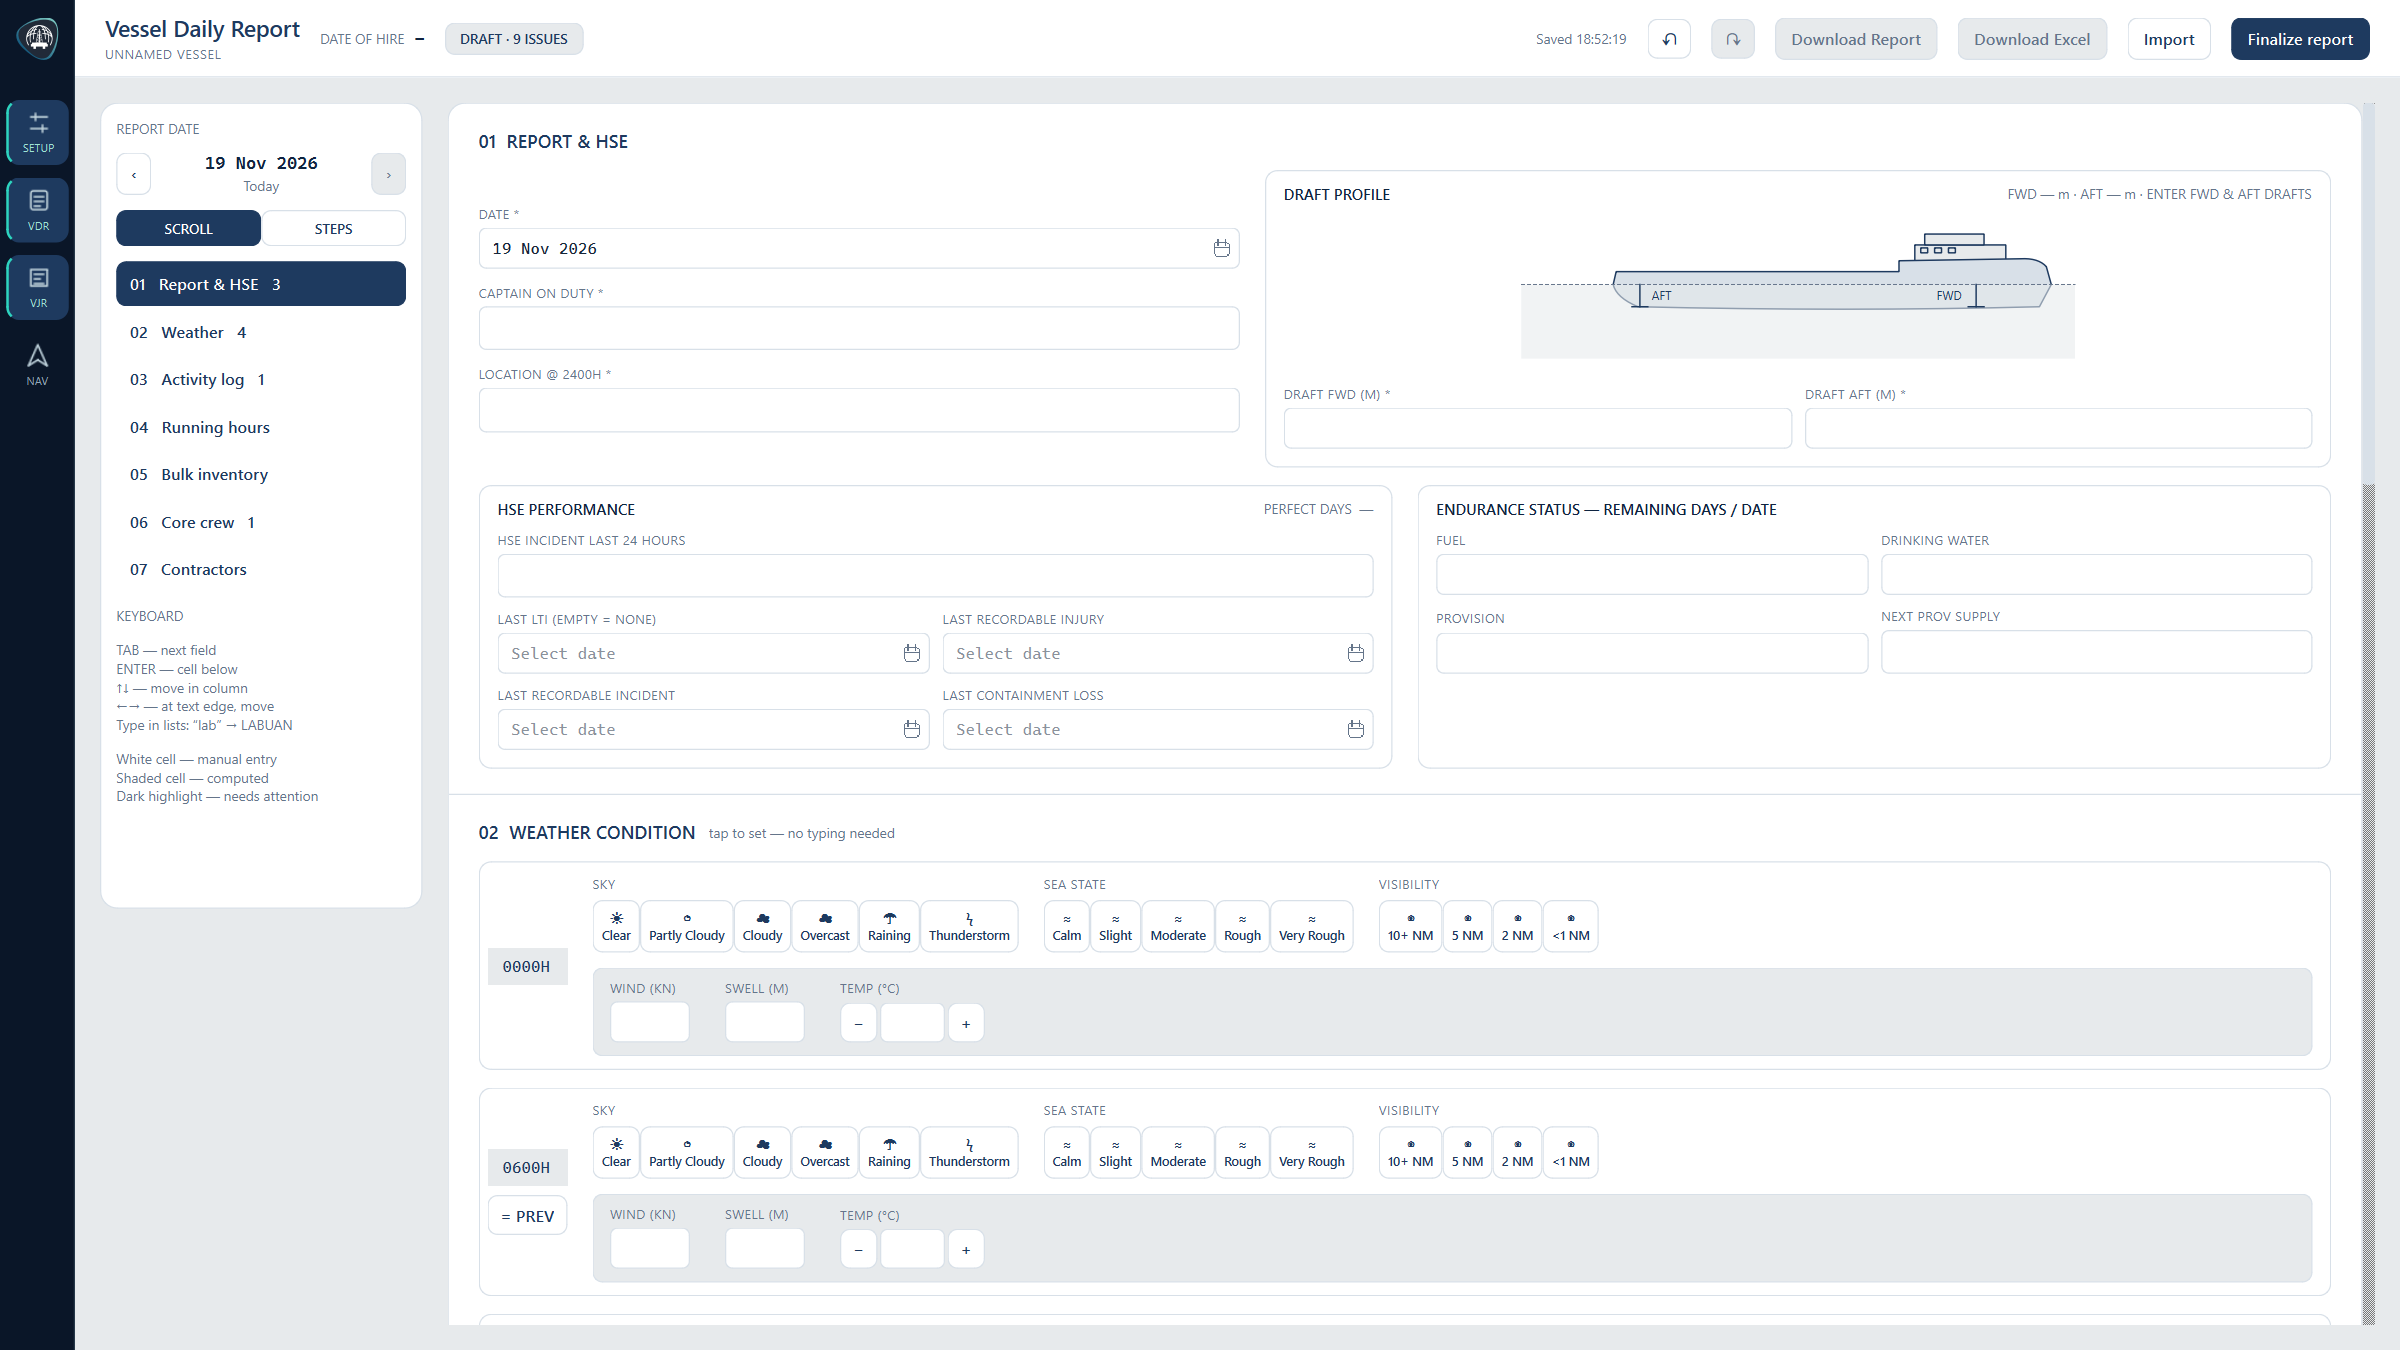 Vessel Daily Report
UNNAMED VESSEL
DATE OF HIRE –
DRAFT · 9 ISSUES
Saved 18:52:19
Download Report
Download Excel
Import
Finalize report
SETUP
VDR
VJR
NAV
REPORT DATE
‹
19 Nov 2026
Today
›
SCROLL
STEPS
01 Report & HSE 3
02 Weather 4
03 Activity log 1
04 Running hours
05 Bulk inventory
06 Core crew 1
07 Contractors
KEYBOARD
TAB — next field
ENTER — cell below
↑↓ — move in column
←→ — at text edge, move
Type in lists: “lab” → LABUAN
White cell — manual entry
Shaded cell — computed
Dark highlight — needs attention
01 REPORT & HSE
DATE *
19 Nov 2026
CAPTAIN ON DUTY *
LOCATION @ 2400H *
DRAFT PROFILE
FWD — m · AFT — m · ENTER FWD & AFT DRAFTS
AFT
FWD
DRAFT FWD (M) *
DRAFT AFT (M) *
HSE PERFORMANCE
PERFECT DAYS —
HSE INCIDENT LAST 24 HOURS
LAST LTI (EMPTY = NONE)
Select date
LAST RECORDABLE INJURY
Select date
LAST RECORDABLE INCIDENT
Select date
LAST CONTAINMENT LOSS
Select date
ENDURANCE STATUS — REMAINING DAYS / DATE
FUEL
DRINKING WATER
PROVISION
NEXT PROV SUPPLY
02 WEATHER CONDITION tap to set — no typing needed
0000H
SKY
Clear
Partly Cloudy
Cloudy
Overcast
Raining
Thunderstorm
SEA STATE
≈ Calm
≈ Slight
≈ Moderate
≈ Rough
≈ Very Rough
VISIBILITY
10+ NM
5 NM
2 NM
<1 NM
WIND (KN)
SWELL (M)
TEMP (°C)
−
+
0600H
= PREV
SKY
Clear
Partly Cloudy
Cloudy
Overcast
Raining
Thunderstorm
SEA STATE
≈ Calm
≈ Slight
≈ Moderate
≈ Rough
≈ Very Rough
VISIBILITY
10+ NM
5 NM
2 NM
<1 NM
WIND (KN)
SWELL (M)
TEMP (°C)
−
+